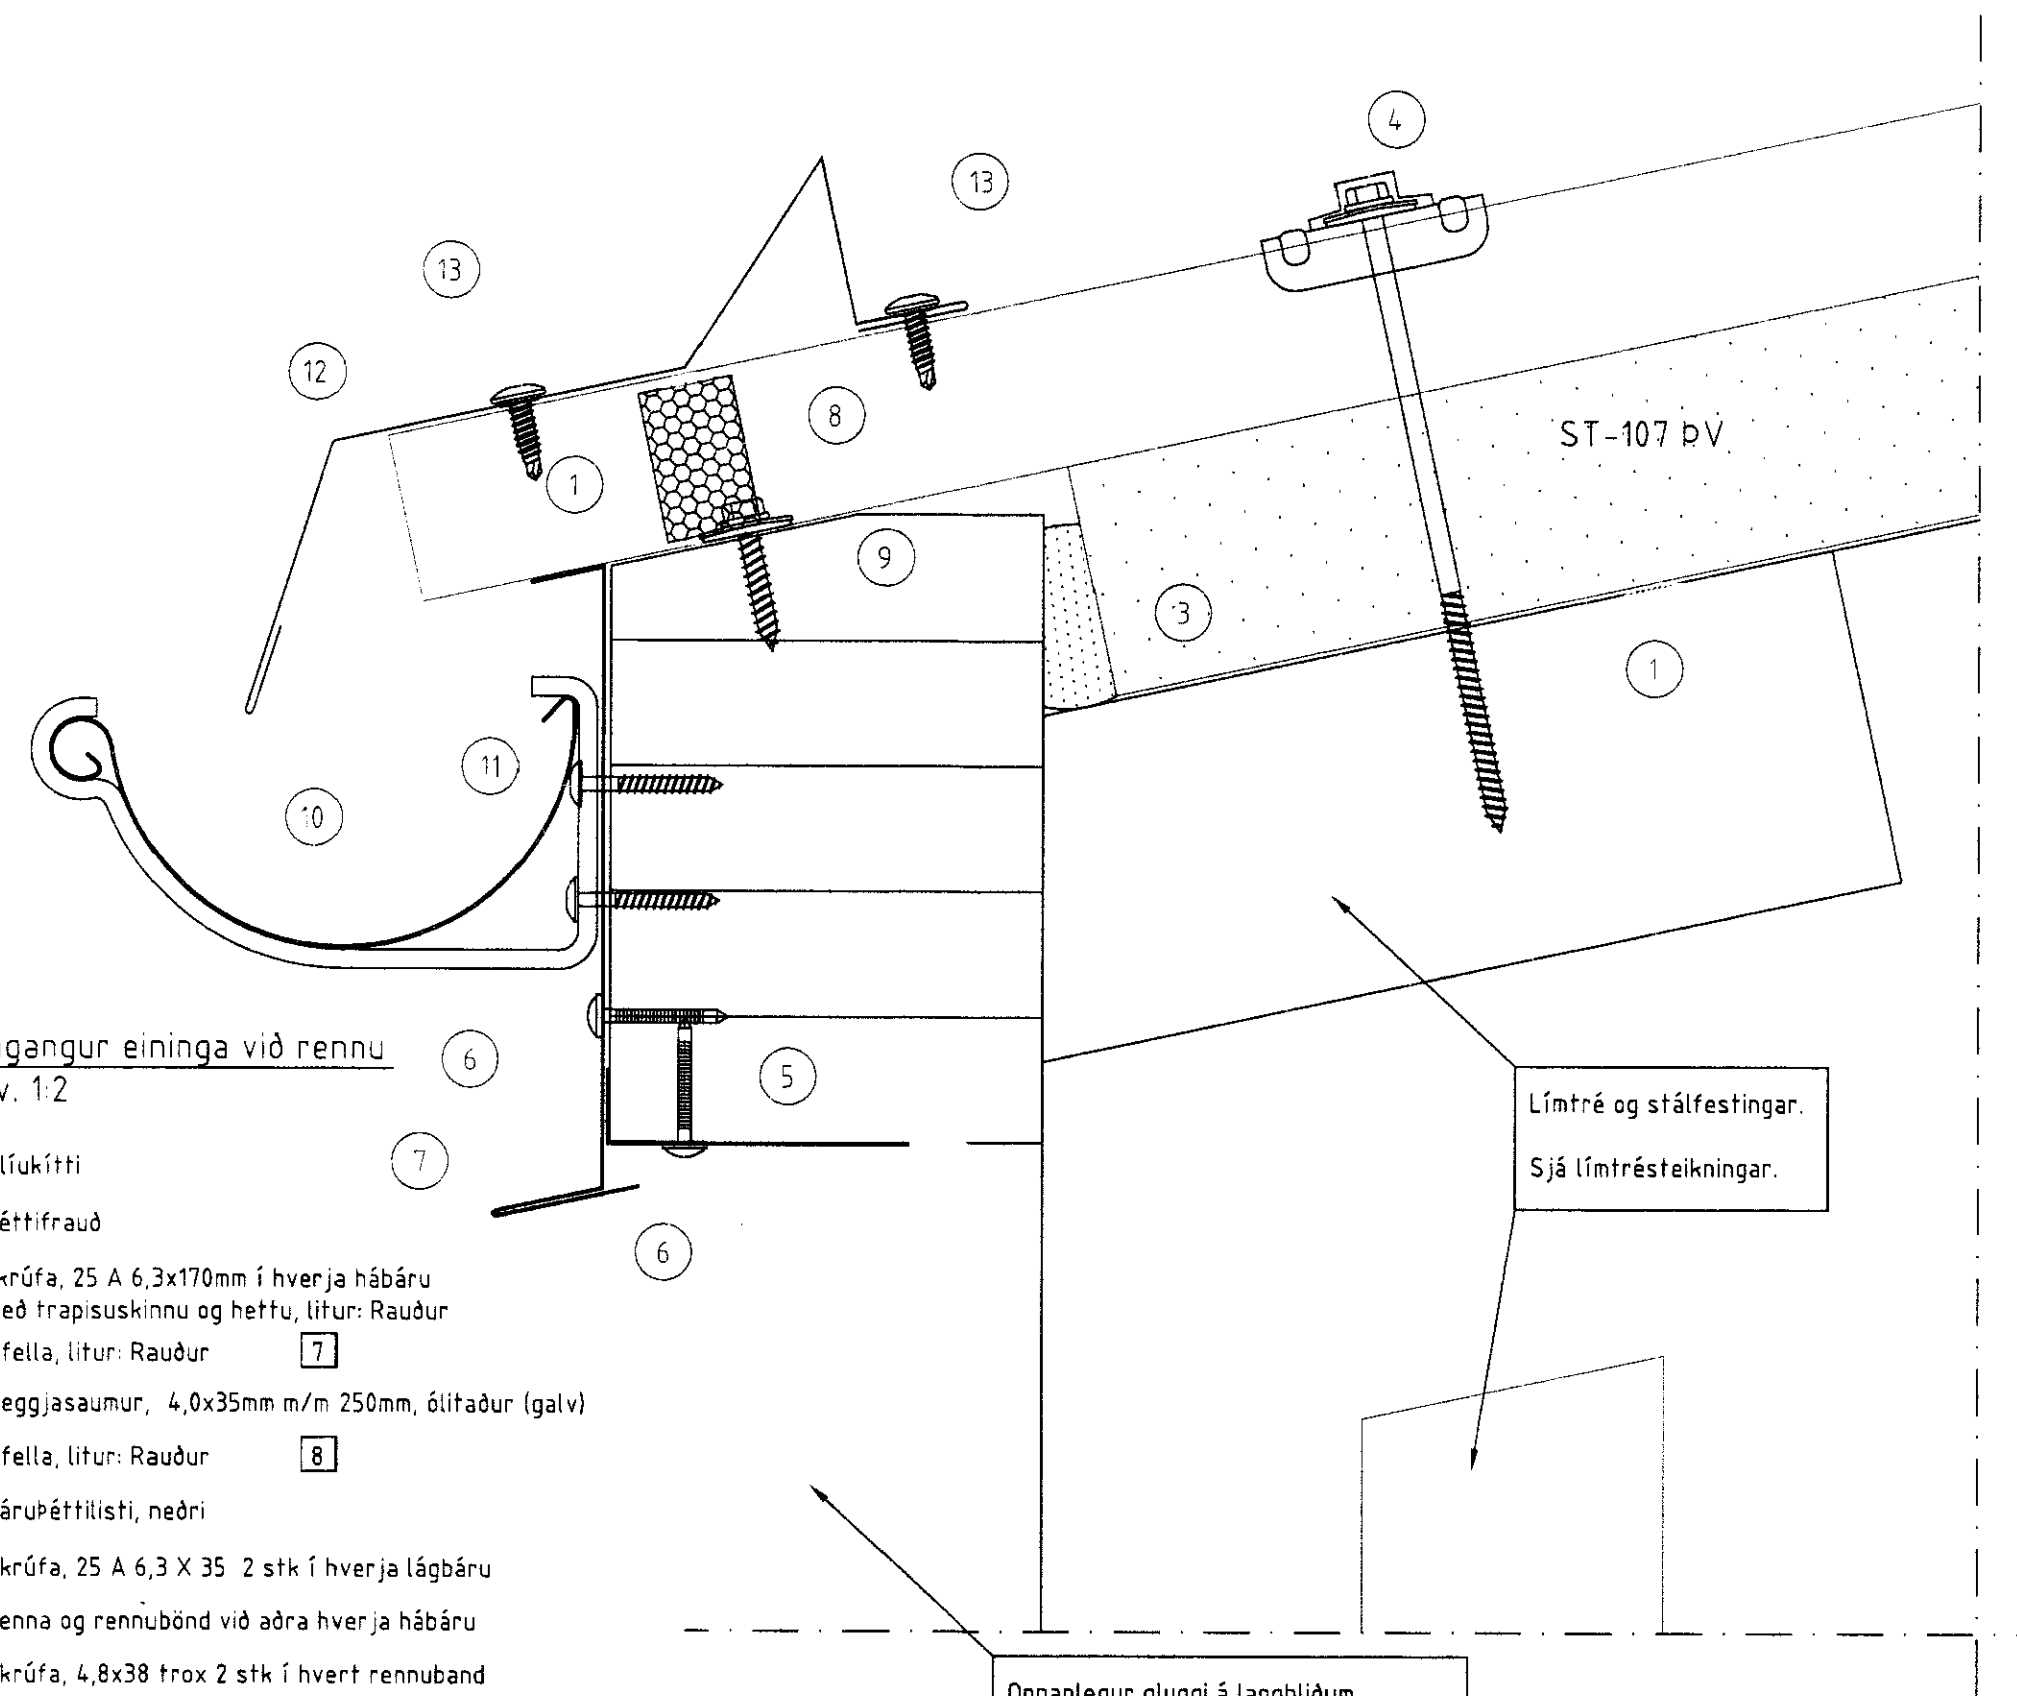 4
13
13
12
8
1
ST-107 ÞV
9
3
1
11
10
gangur eininga við rennu
v. 1:2
6
5
7
6
Límtré og stálfestingar.
Sjá límtrésteikningar.
líukítti
éttifrauð
krúfa, 25 A 6,3x170mm í hverja hábáru
eð trapisuskinnu og hettu, litur: Rauður
fella, litur: Rauður 7
eggjasaumur, 4,0x35mm m/m 250mm, ólitaður (galv)
fella, litur: Rauður 8
áruþéttilisti, neðri
krúfa, 25 A 6,3 X 35 2 stk í hverja lágbáru
enna og rennubönd við aðra hverja hábáru
krúfa, 4,8x38 trox 2 stk í hvert rennuband
gluggi á langhliðum